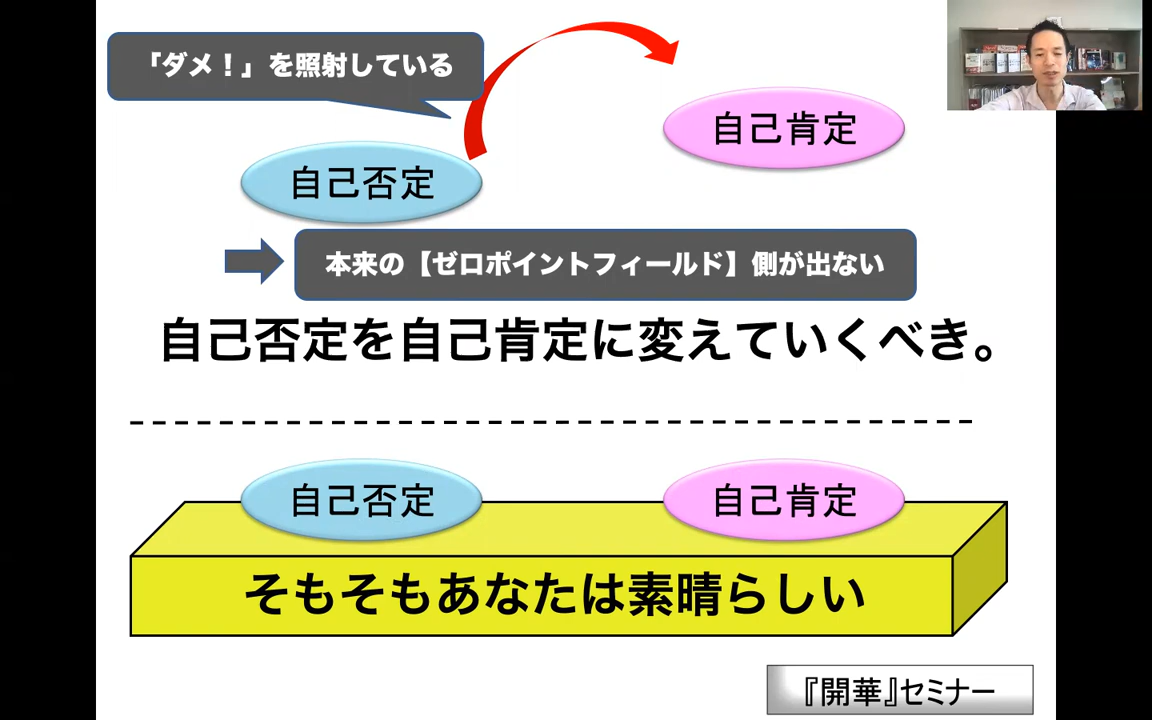 「ダメ！」を照射している
自己肯定
自己否定
本来の【ゼロポイントフィールド】側が出ない
自己否定を自己肯定に変えていくべき。
自己否定
自己肯定
そもそもあなたは素晴らしい
『開華』セミナー